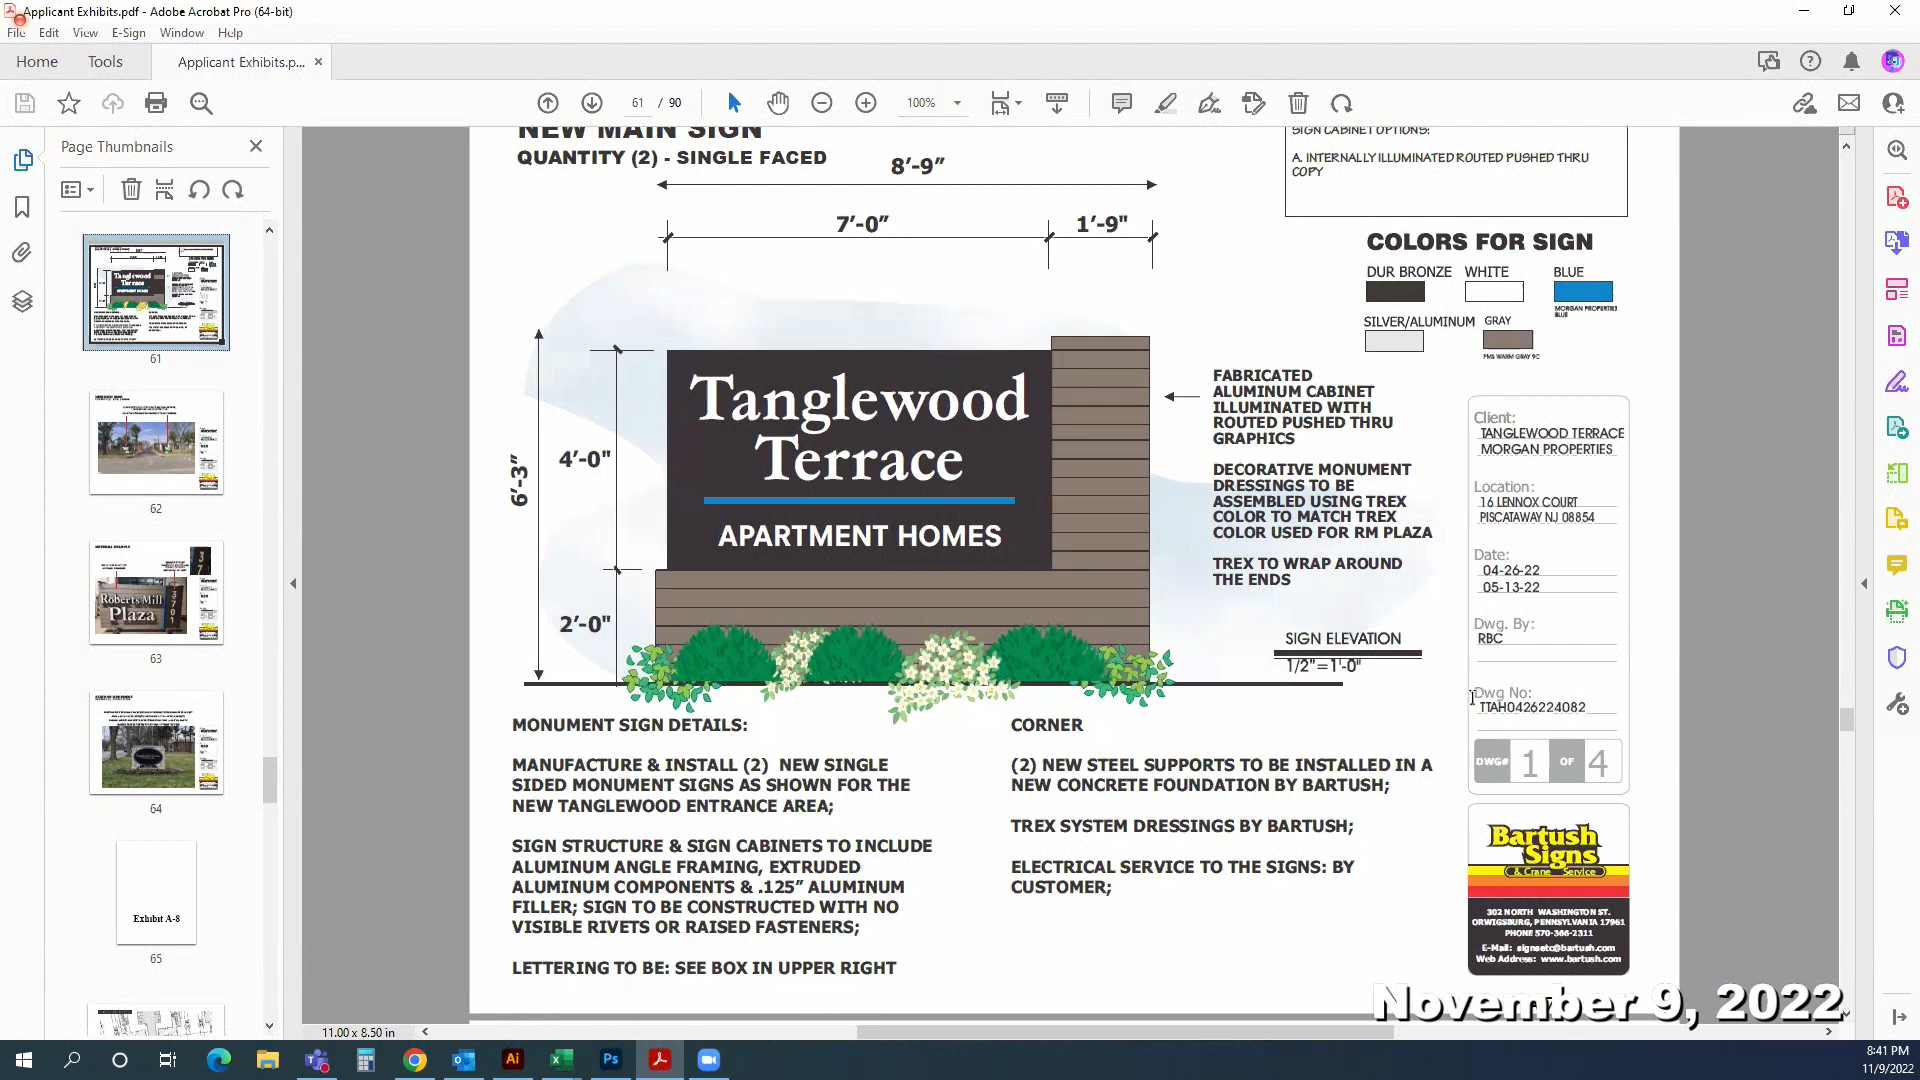 Applicant Exhibits.pdf - Adobe Acrobat Pro (64-bit)
File Edit View E-Sign Window Help
Home Tools Applicant Exhibits.p...
61 / 90 100%
Page Thumbnails
61
62
63
64
Exhibit A-8
65
NEW MAIN SIGN
QUANTITY (2) - SINGLE FACED
8'-9"
7'-0"
1'-9"
6'-3"
4'-0"
2'-0"
Tanglewood
Terrace
APARTMENT HOMES
SIGN CABINET OPTIONS:
A. INTERNALLY ILLUMINATED ROUTED PUSHED THRU
COPY
COLORS FOR SIGN
DUR BRONZE WHITE BLUE
MORGAN PROPERTIES
BLUE
SILVER/ALUMINUM GRAY
PMS WARM GRAY 9C
FABRICATED
ALUMINUM CABINET
ILLUMINATED WITH
ROUTED PUSHED THRU
GRAPHICS
DECORATIVE MONUMENT
DRESSINGS TO BE
ASSEMBLED USING TREX
COLOR TO MATCH TREX
COLOR USED FOR RM PLAZA
TREX TO WRAP AROUND
THE ENDS
SIGN ELEVATION
1/2"=1'-0"
MONUMENT SIGN DETAILS:
MANUFACTURE & INSTALL (2) NEW SINGLE
SIDED MONUMENT SIGNS AS SHOWN FOR THE
NEW TANGLEWOOD ENTRANCE AREA;
SIGN STRUCTURE & SIGN CABINETS TO INCLUDE
ALUMINUM ANGLE FRAMING, EXTRUDED
ALUMINUM COMPONENTS & .125" ALUMINUM
FILLER; SIGN TO BE CONSTRUCTED WITH NO
VISIBLE RIVETS OR RAISED FASTENERS;
LETTERING TO BE: SEE BOX IN UPPER RIGHT
CORNER
(2) NEW STEEL SUPPORTS TO BE INSTALLED IN A
NEW CONCRETE FOUNDATION BY BARTUSH;
TREX SYSTEM DRESSINGS BY BARTUSH;
ELECTRICAL SERVICE TO THE SIGNS: BY
CUSTOMER;
Client:
TANGLEWOOD TERRACE
MORGAN PROPERTIES
Location:
16 LENNOX COURT
PISCATAWAY NJ 08854
Date:
04-26-22
05-13-22
Dwg. By:
RBC
Dwg No:
TTAH0426224082
DWG# 1 OF 4
Bartush
Signs
& Crane Service
302 NORTH WASHINGTON ST.
ORWIGSBURG, PENNSYLVANIA 17961
PHONE 570-366-2311
E-Mail: signsetc@bartush.com
Web Address: www.bartush.com
November 9, 2022
11.00 x 8.50 in
8:41 PM
11/9/2022